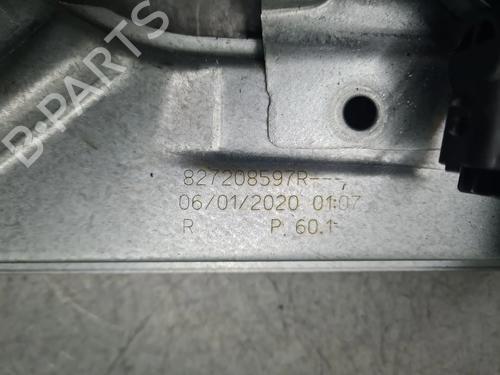 B-PARTS
827208597R---
06/01/2020 01:07
R P. 60.1